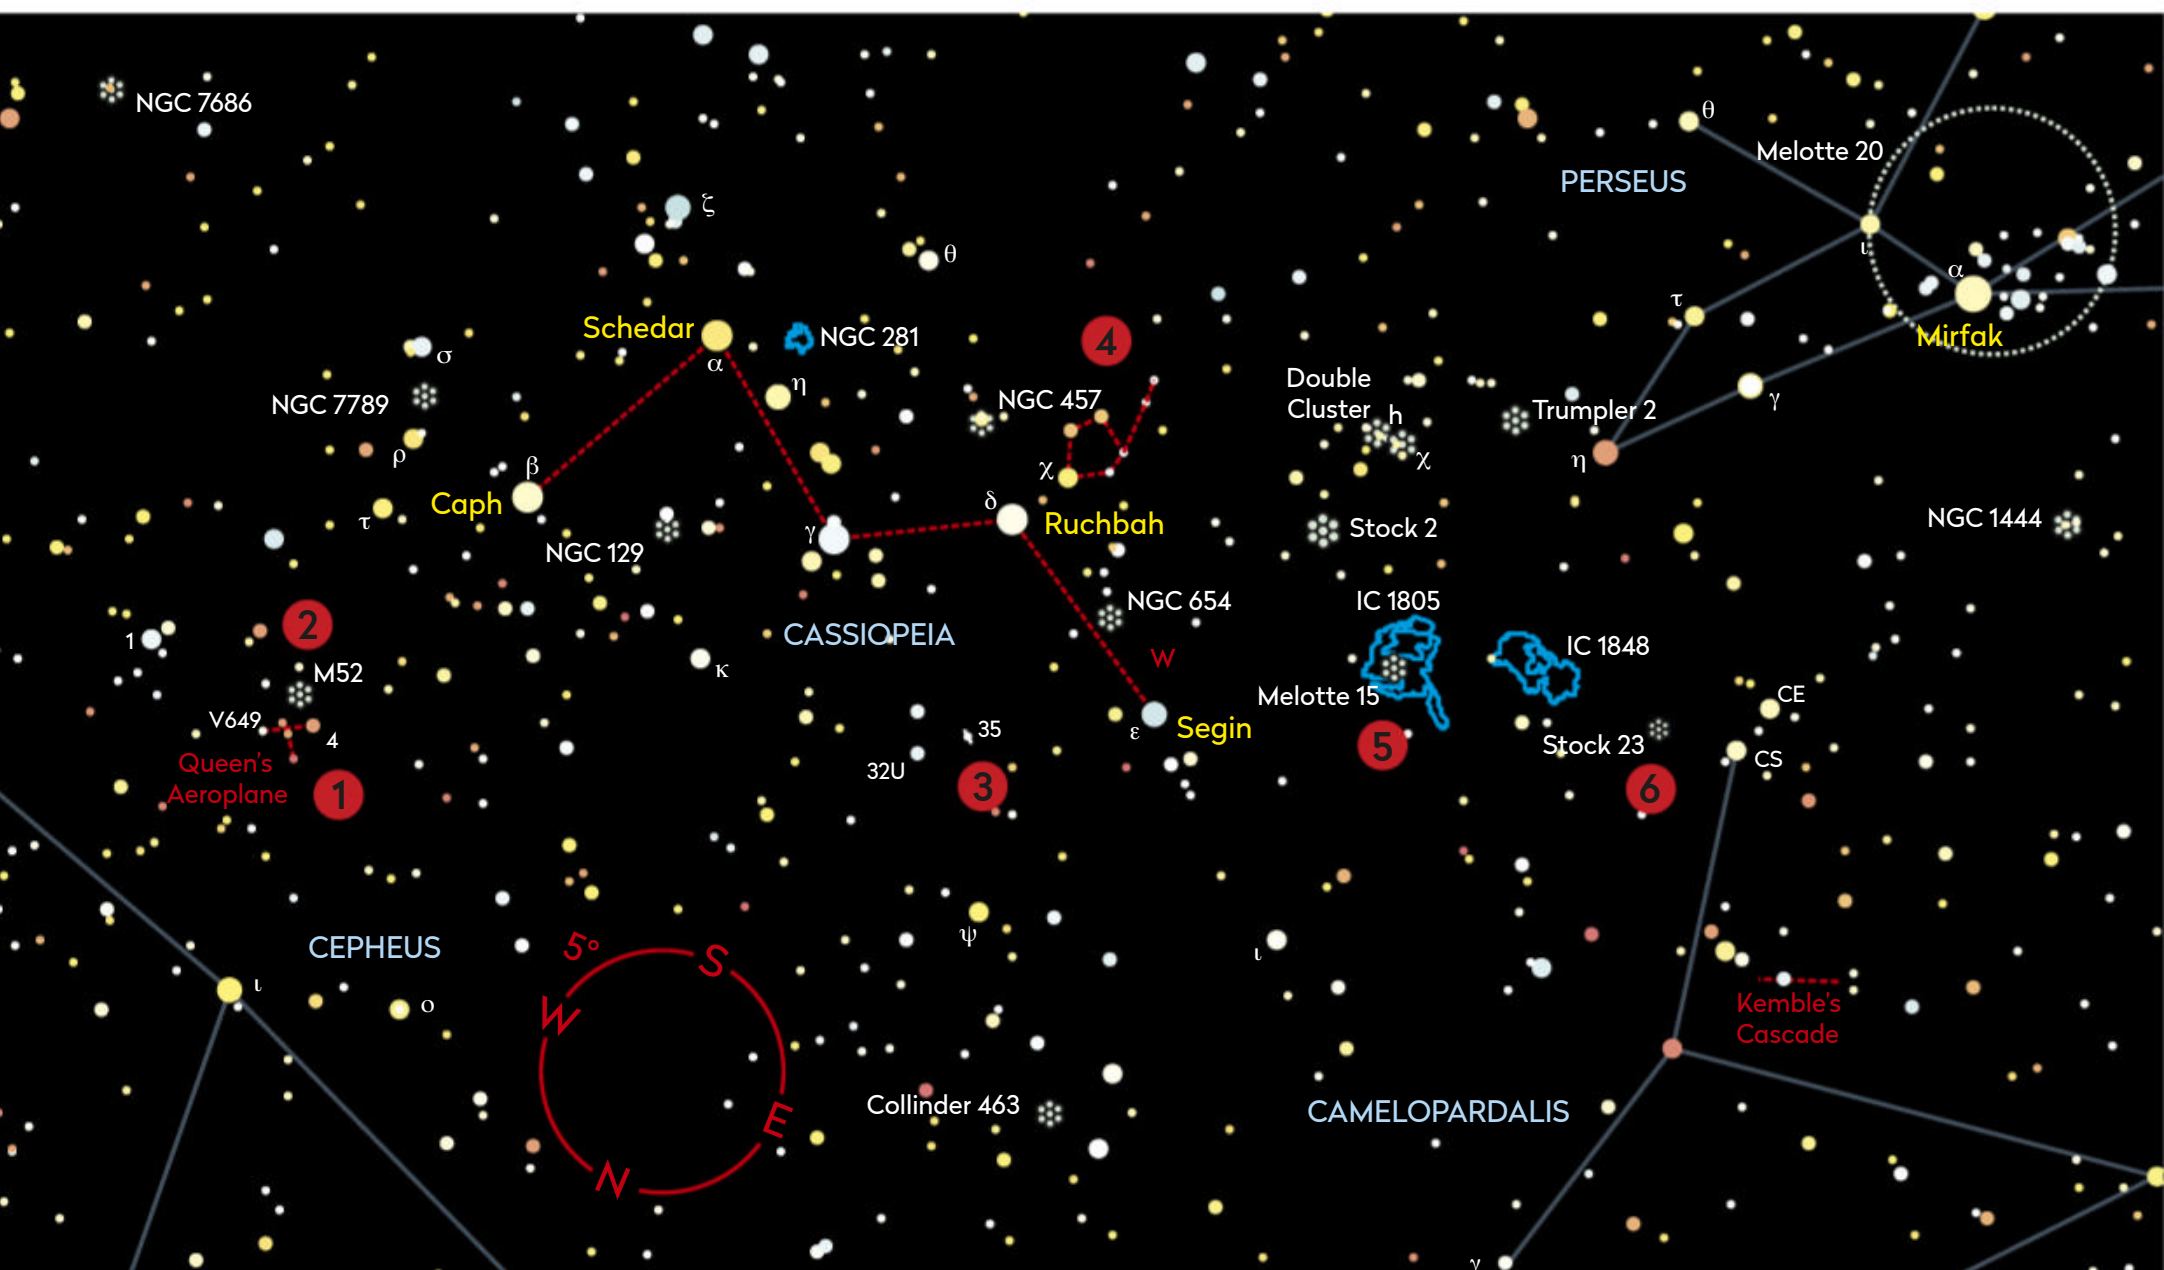 NGC 7686
θ
Melotte 20
PERSEUS
ζ
θ
ι
α
τ
Schedar
NGC 281
4
Mirfak
σ
α
η
Double
Cluster
h
NGC 7789
NGC 457
Trumpler 2
γ
ρ
β
χ
χ
η
Caph
τ
δ
Ruchbah
Stock 2
NGC 1444
γ
NGC 129
NGC 654
IC 1805
2
1
CASSIOPEIA
W
IC 1848
M52
κ
Melotte 15
CE
V649
4
35
ε
Segin
5
Stock 23
CS
Queen's
Aeroplane
1
32U
3
6
ψ
CEPHEUS
5°
S
ι
ι
ο
W
Kemble's
Cascade
E
Collinder 463
CAMELOPARDALIS
N
γ